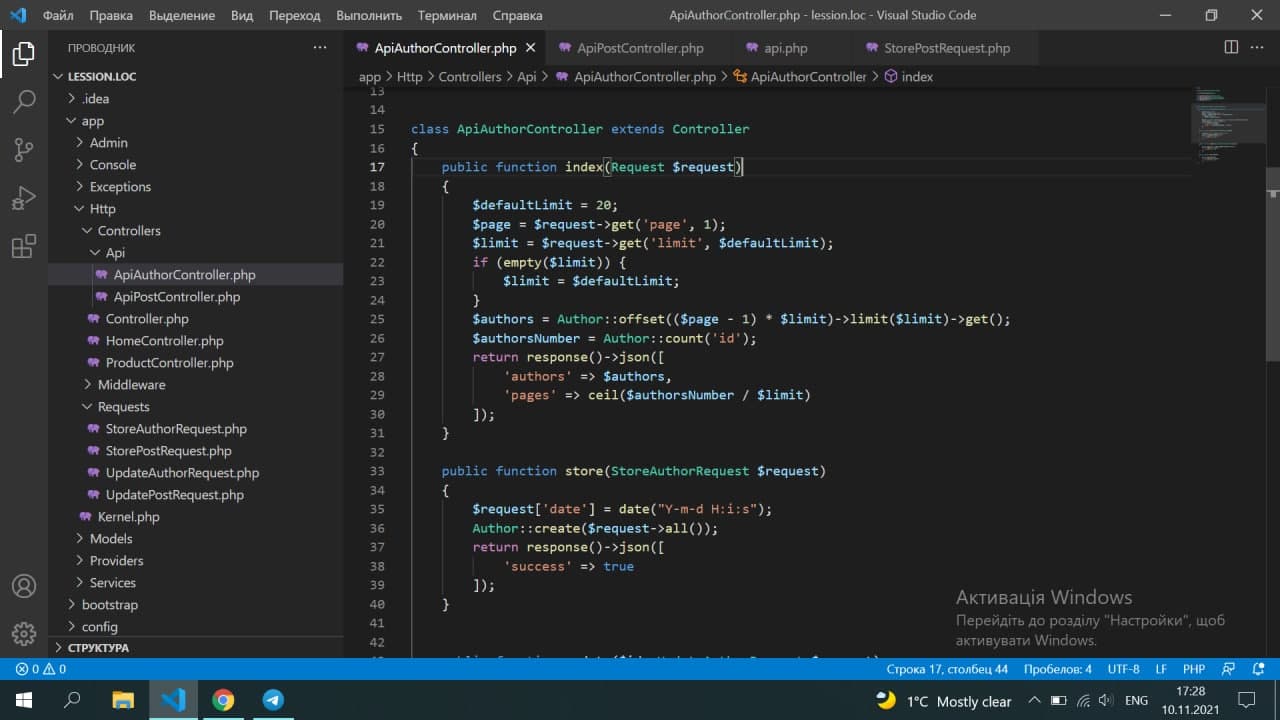 Файл Правка Выделение Вид Переход Выполнить Терминал Справка ApiAuthorController.php - lession.loc - Visual Studio Code
ПРОВОДНИК
LESSION.LOC
.idea
app
Admin
Console
Exceptions
Http
Controllers
Api
ApiAuthorController.php
ApiPostController.php
Controller.php
HomeController.php
ProductController.php
Middleware
Requests
StoreAuthorRequest.php
StorePostRequest.php
UpdateAuthorRequest.php
UpdatePostRequest.php
Kernel.php
Models
Providers
Services
bootstrap
config
СТРУКТУРА
ApiAuthorController.php ApiPostController.php api.php StorePostRequest.php
app > Http > Controllers > Api > ApiAuthorController.php > ApiAuthorController > index
13
14
15 class ApiAuthorController extends Controller
16 {
17 public function index(Request $request)
18 {
19 $defaultLimit = 20;
20 $page = $request->get('page', 1);
21 $limit = $request->get('limit', $defaultLimit);
22 if (empty($limit)) {
23 $limit = $defaultLimit;
24 }
25 $authors = Author::offset(($page - 1) * $limit)->limit($limit)->get();
26 $authorsNumber = Author::count('id');
27 return response()->json([
28 'authors' => $authors,
29 'pages' => ceil($authorsNumber / $limit)
30 ]);
31 }
32
33 public function store(StoreAuthorRequest $request)
34 {
35 $request['date'] = date("Y-m-d H:i:s");
36 Author::create($request->all());
37 return response()->json([
38 'success' => true
39 ]);
40 }
41
42
Активація Windows
Перейдіть до розділу "Настройки", щоб
активувати Windows.
0 0 Строка 17, столбец 44 Пробелов: 4 UTF-8 LF PHP
1°C Mostly clear ENG 17:28
10.11.2021